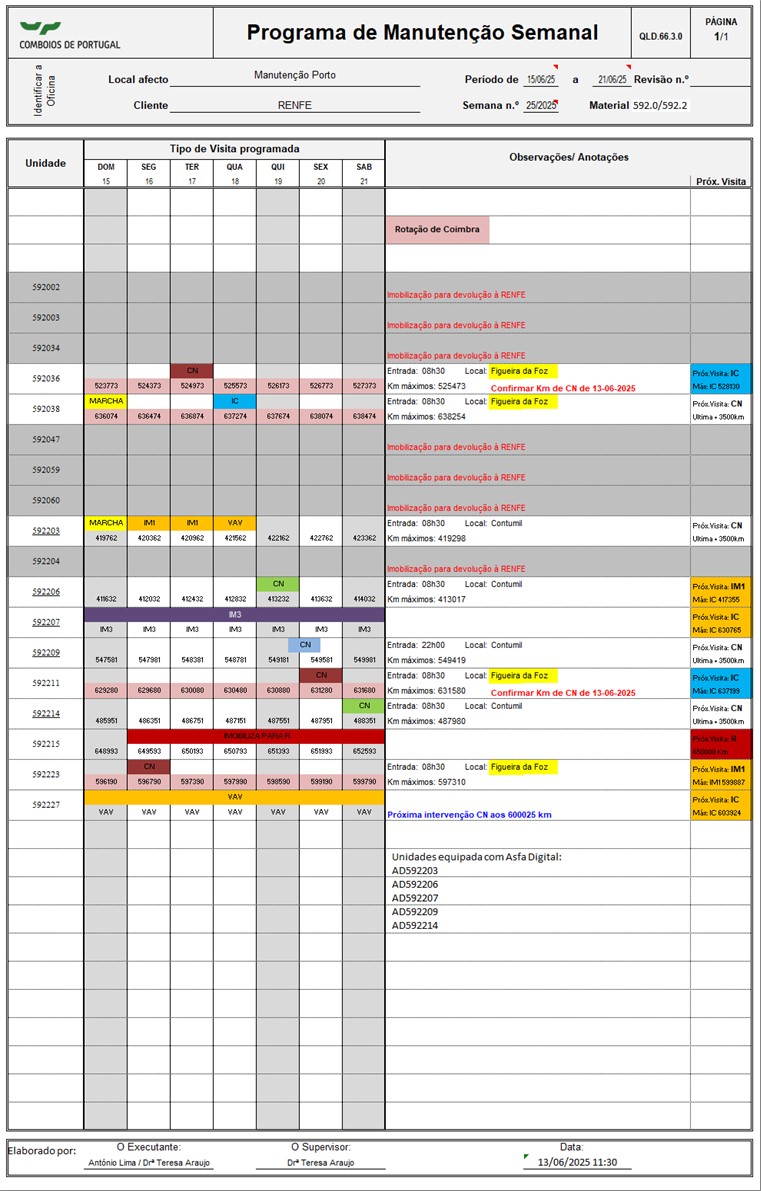 COMBOIOS DE PORTUGAL
Programa de Manutenção Semanal
QLD.66.3.0
PÁGINA
1/1
Identificar a Oficina
Local afecto Manutenção Porto
Período de 15/06/25 a 21/06/25 Revisão n.º
Cliente RENFE
Semana n.º 25/2025 Material 592.0/592.2
Unidade
Tipo de Visita programada
Observações/ Anotações
DOM SEG TER QUA QUI SEX SAB
15 16 17 18 19 20 21
Próx. Visita
Rotação de Coimbra
592002 Imobilização para devolução à RENFE
592003 Imobilização para devolução à RENFE
592034 Imobilização para devolução à RENFE
592036 CN Entrada: 08h30 Local: Figueira da Foz Próx.Visita: IC
523773 524373 524973 525573 526173 526773 527373 Km máximos: 525473 Confirmar Km de CN de 13-06-2025 Máx: IC 528130
592038 MARCHA IC Entrada: 08h30 Local: Figueira da Foz Próx.Visita: CN
636074 636474 636874 637274 637674 638074 638474 Km máximos: 638254 Ultima + 3500km
592047 Imobilização para devolução à RENFE
592059 Imobilização para devolução à RENFE
592060 Imobilização para devolução à RENFE
592203 MARCHA IM1 IM1 VAV Entrada: 08h30 Local: Contumil Próx.Visita: CN
419762 420362 420962 421562 422162 422762 423362 Km máximos: 419298 Ultima + 3500km
592204 Imobilização para devolução à RENFE
592206 CN Entrada: 08h30 Local: Contumil Próx.Visita: IM1
411632 412032 412432 412832 413232 413632 414032 Km máximos: 413017 Máx: IC 417355
592207 IM3 Próx.Visita: IC
IM3 IM3 IM3 IM3 IM3 IM3 IM3 Máx: IC 630765
592209 CN Entrada: 22h00 Local: Contumil Próx.Visita: CN
547581 547981 548381 548781 549181 549581 549981 Km máximos: 549419 Ultima + 3500km
592211 CN Entrada: 08h30 Local: Figueira da Foz Próx.Visita: IC
629280 629680 630080 630480 630880 631280 631680 Km máximos: 631580 Confirmar Km de CN de 13-06-2025 Máx: IC 637199
592214 CN Entrada: 08h30 Local: Contumil Próx.Visita: CN
485951 486351 486751 487151 487551 487951 488351 Km máximos: 487980 Ultima + 3500km
592215 IMOBILIZA PARA R Próx.Visita: R
648993 649593 650193 650793 651393 651993 652593 650000 Km
592223 CN Entrada: 08h30 Local: Figueira da Foz Próx.Visita: IM1
596190 596790 597390 597990 598590 599190 599790 Km máximos: 597310 Máx: IM1 599887
592227 VAV Próx.Visita: IC
VAV VAV VAV VAV VAV VAV VAV Próxima intervenção CN aos 600025 km Máx: IC 603924
Unidades equipada com Asfa Digital:
AD592203
AD592206
AD592207
AD592209
AD592214
Elaborado por:
O Executante: O Supervisor: Data:
António Lima / Drª Teresa Araujo Drª Teresa Araujo 13/06/2025 11:30